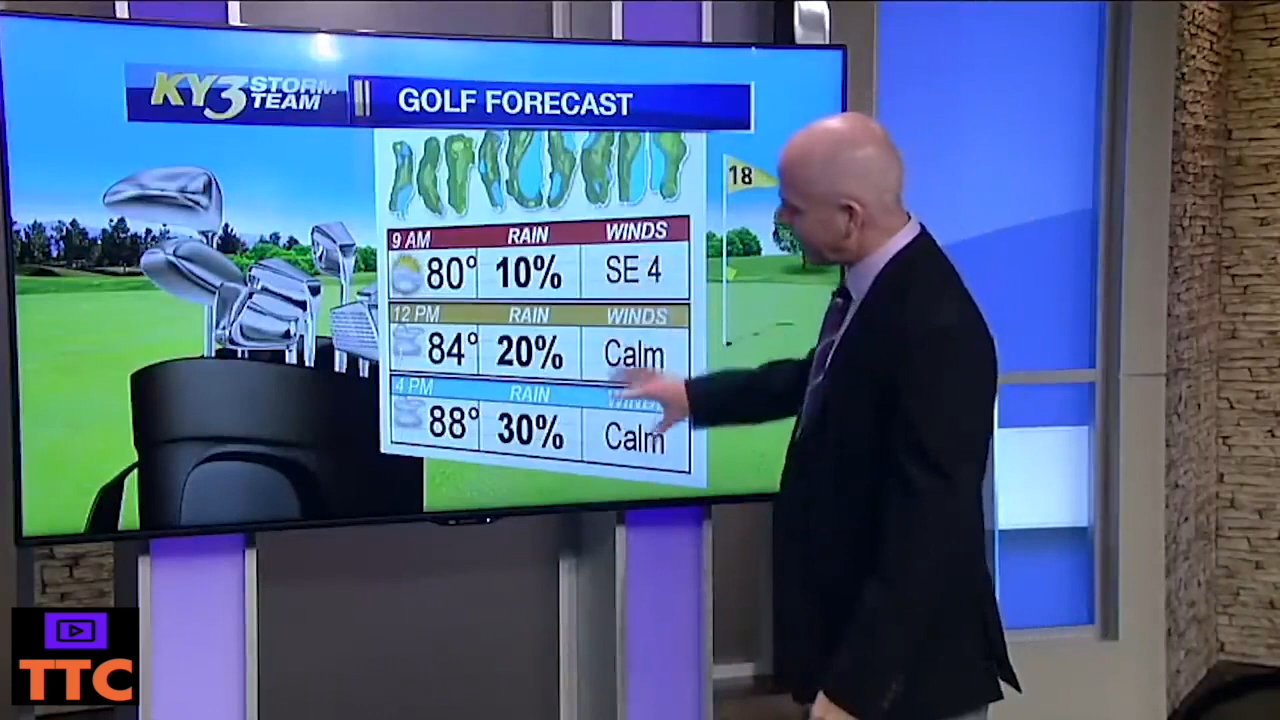 KY3 STORM TEAM
GOLF FORECAST
18
9 AM RAIN WINDS
80° 10% SE 4
12 PM RAIN WINDS
84° 20% Calm
4 PM RAIN WINDS
88° 30% Calm
TTC